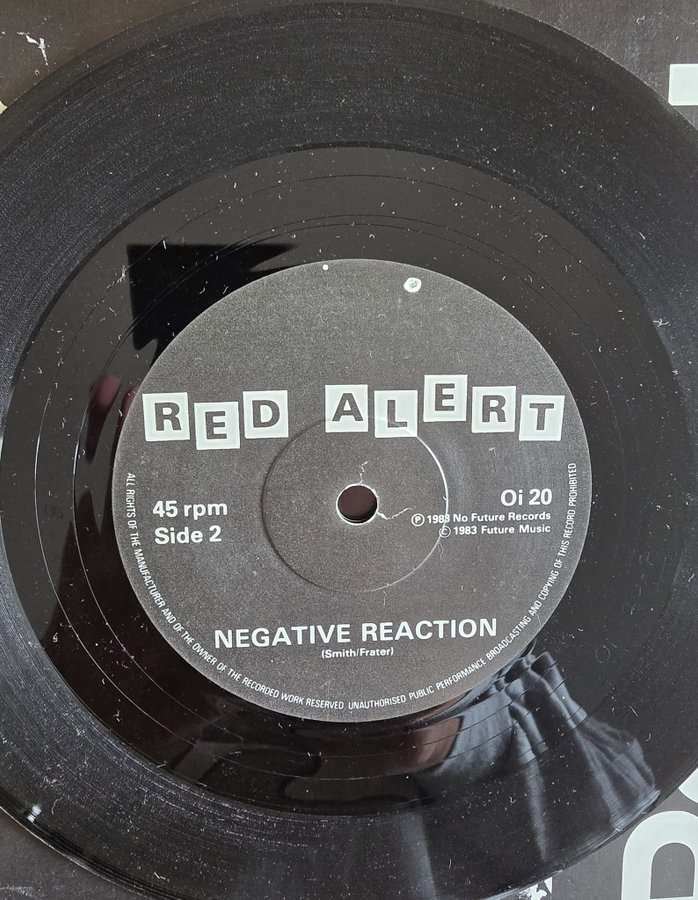 RED ALERT
45 rpm
Side 2
Oi 20
Ⓟ 1983 No Future Records
© 1983 Future Music
NEGATIVE REACTION
(Smith/Frater)
ALL RIGHTS OF THE MANUFACTURER AND OF THE OWNER OF THE RECORDED WORK RESERVED. UNAUTHORISED PUBLIC PERFORMANCE BROADCASTING AND COPYING OF THIS RECORD PROHIBITED